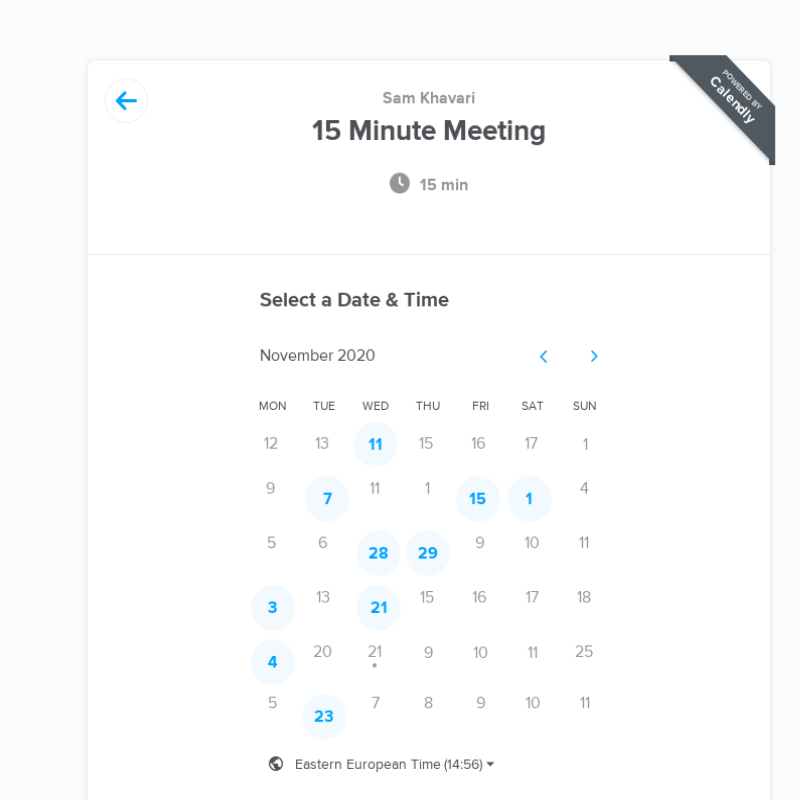 POWERED BY
Calendly
Sam Khavari
15 Minute Meeting
15 min
Select a Date & Time
November 2020
MON TUE WED THU FRI SAT SUN
12 13 11 15 16 17 1
9 7 11 1 15 1 4
5 6 28 29 9 10 11
3 13 21 15 16 17 18
4 20 21 9 10 11 25
5 23 7 8 9 10 11
Eastern European Time (14:56)